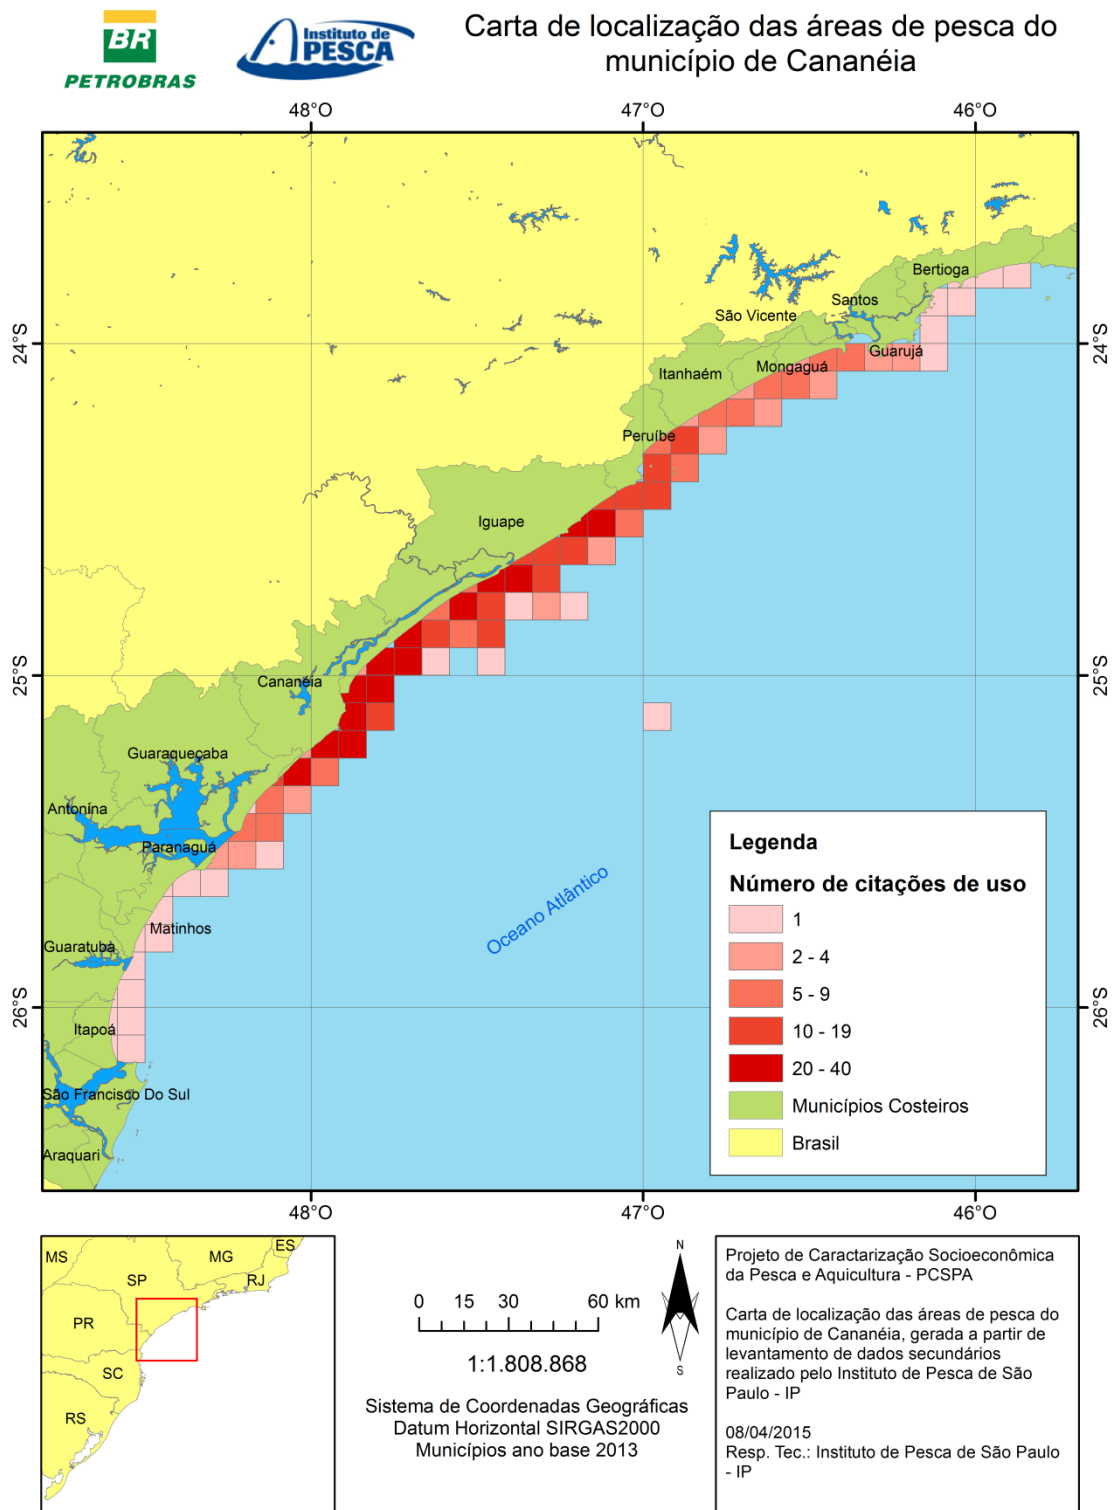 BR
PETROBRAS
Instituto de
PESCA
Carta de localização das áreas de pesca do
município de Cananéia
48°O
47°O
46°O
24°S
24°S
25°S
25°S
26°S
26°S
Bertioga
Santos
São Vicente
Guarujá
Mongaguá
Itanhaém
Peruíbe
Iguape
Cananéia
Guaraqueçaba
Antonina
Paranaguá
Matinhos
Guaratuba
Itapoá
São Francisco Do Sul
Araquari
Oceano Atlântico
Legenda
Número de citações de uso
1
2 - 4
5 - 9
10 - 19
20 - 40
Municípios Costeiros
Brasil
48°O
47°O
46°O
MS
MG
ES
SP
RJ
PR
SC
RS
0 15 30 60 km
1:1.808.868
Sistema de Coordenadas Geográficas
Datum Horizontal SIRGAS2000
Municípios ano base 2013
N
S
Projeto de Caractarização Socioeconômica
da Pesca e Aquicultura - PCSPA
Carta de localização das áreas de pesca do
município de Cananéia, gerada a partir de
levantamento de dados secundários
realizado pelo Instituto de Pesca de São
Paulo - IP
08/04/2015
Resp. Tec.: Instituto de Pesca de São Paulo
- IP